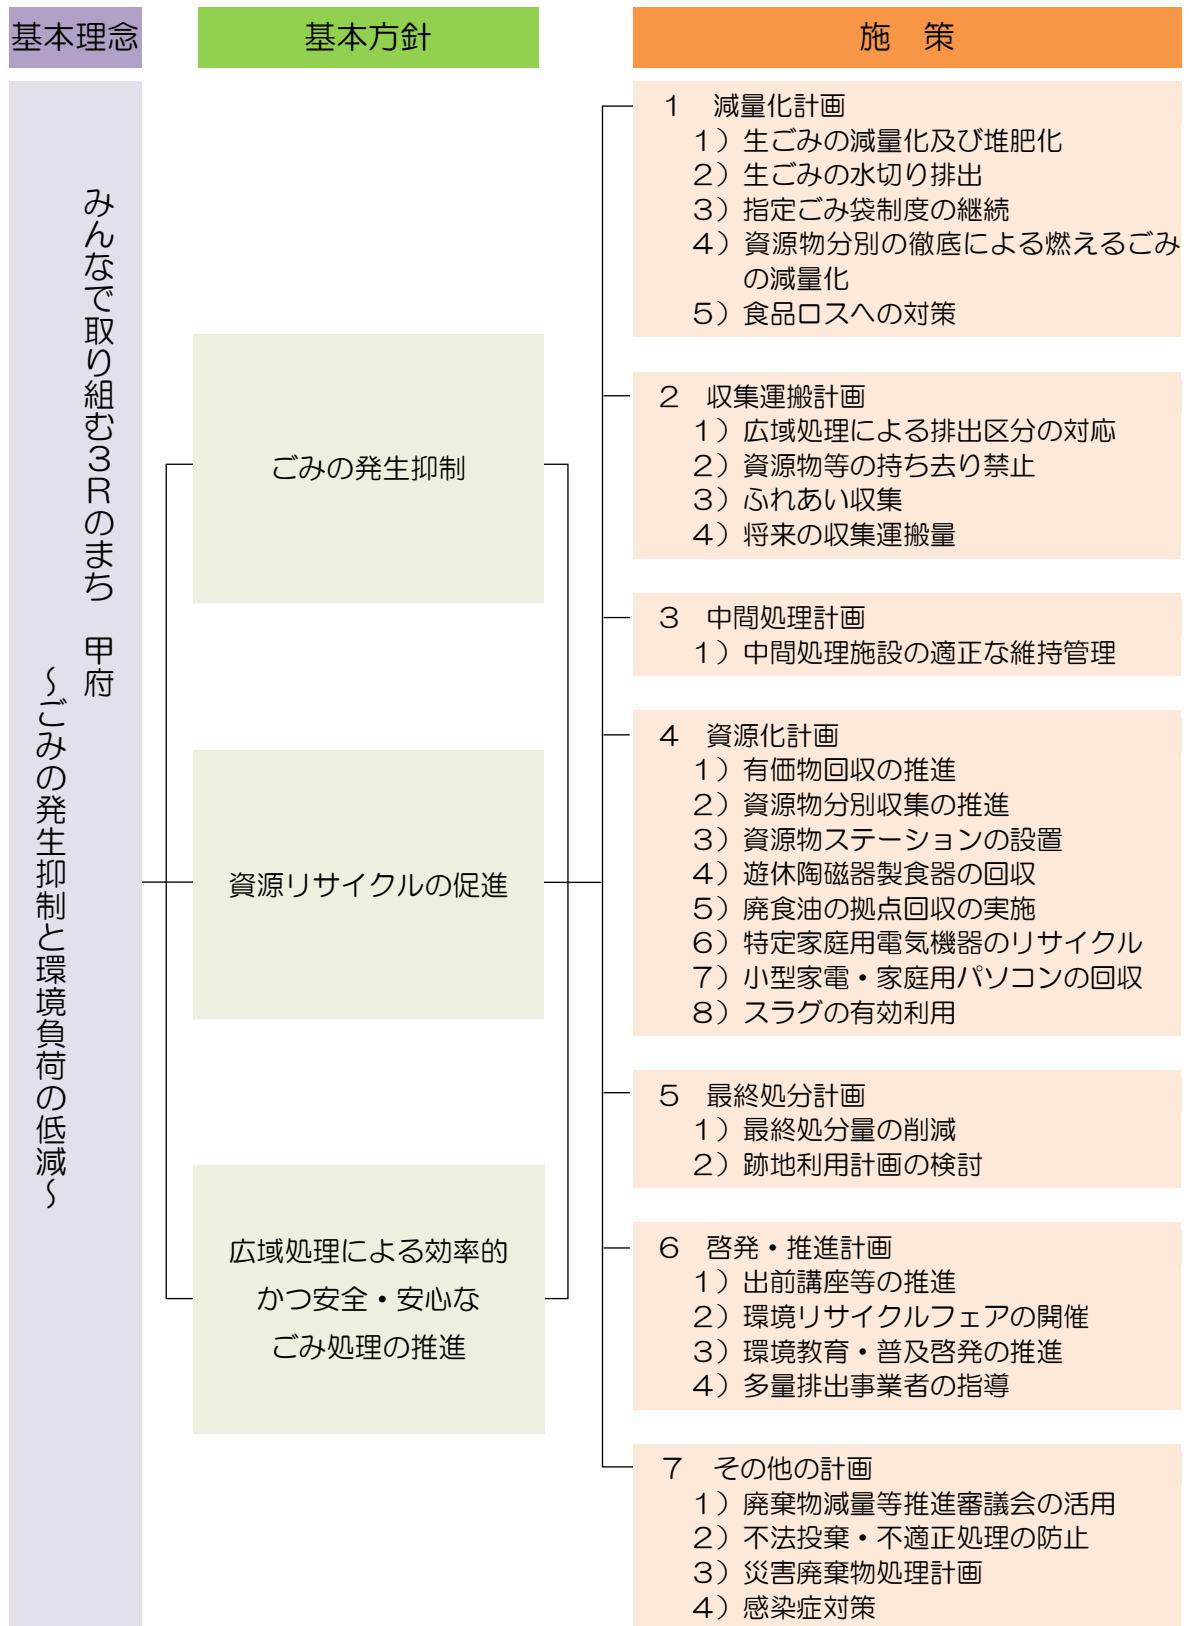 基本理念
基本方針
施　策
みんなで取り組む３Ｒのまち　甲府
～ごみの発生抑制と環境負荷の低減～
ごみの発生抑制
資源リサイクルの促進
広域処理による効率的
かつ安全・安心な
ごみ処理の推進
１　減量化計画
１）生ごみの減量化及び堆肥化
２）生ごみの水切り排出
３）指定ごみ袋制度の継続
４）資源物分別の徹底による燃えるごみ
の減量化
５）食品ロスへの対策
２　収集運搬計画
１）広域処理による排出区分の対応
２）資源物等の持ち去り禁止
３）ふれあい収集
４）将来の収集運搬量
３　中間処理計画
１）中間処理施設の適正な維持管理
４　資源化計画
１）有価物回収の推進
２）資源物分別収集の推進
３）資源物ステーションの設置
４）遊休陶磁器製食器の回収
５）廃食油の拠点回収の実施
６）特定家庭用電気機器のリサイクル
７）小型家電・家庭用パソコンの回収
８）スラグの有効利用
５　最終処分計画
１）最終処分量の削減
２）跡地利用計画の検討
６　啓発・推進計画
１）出前講座等の推進
２）環境リサイクルフェアの開催
３）環境教育・普及啓発の推進
４）多量排出事業者の指導
７　その他の計画
１）廃棄物減量等推進審議会の活用
２）不法投棄・不適正処理の防止
３）災害廃棄物処理計画
４）感染症対策